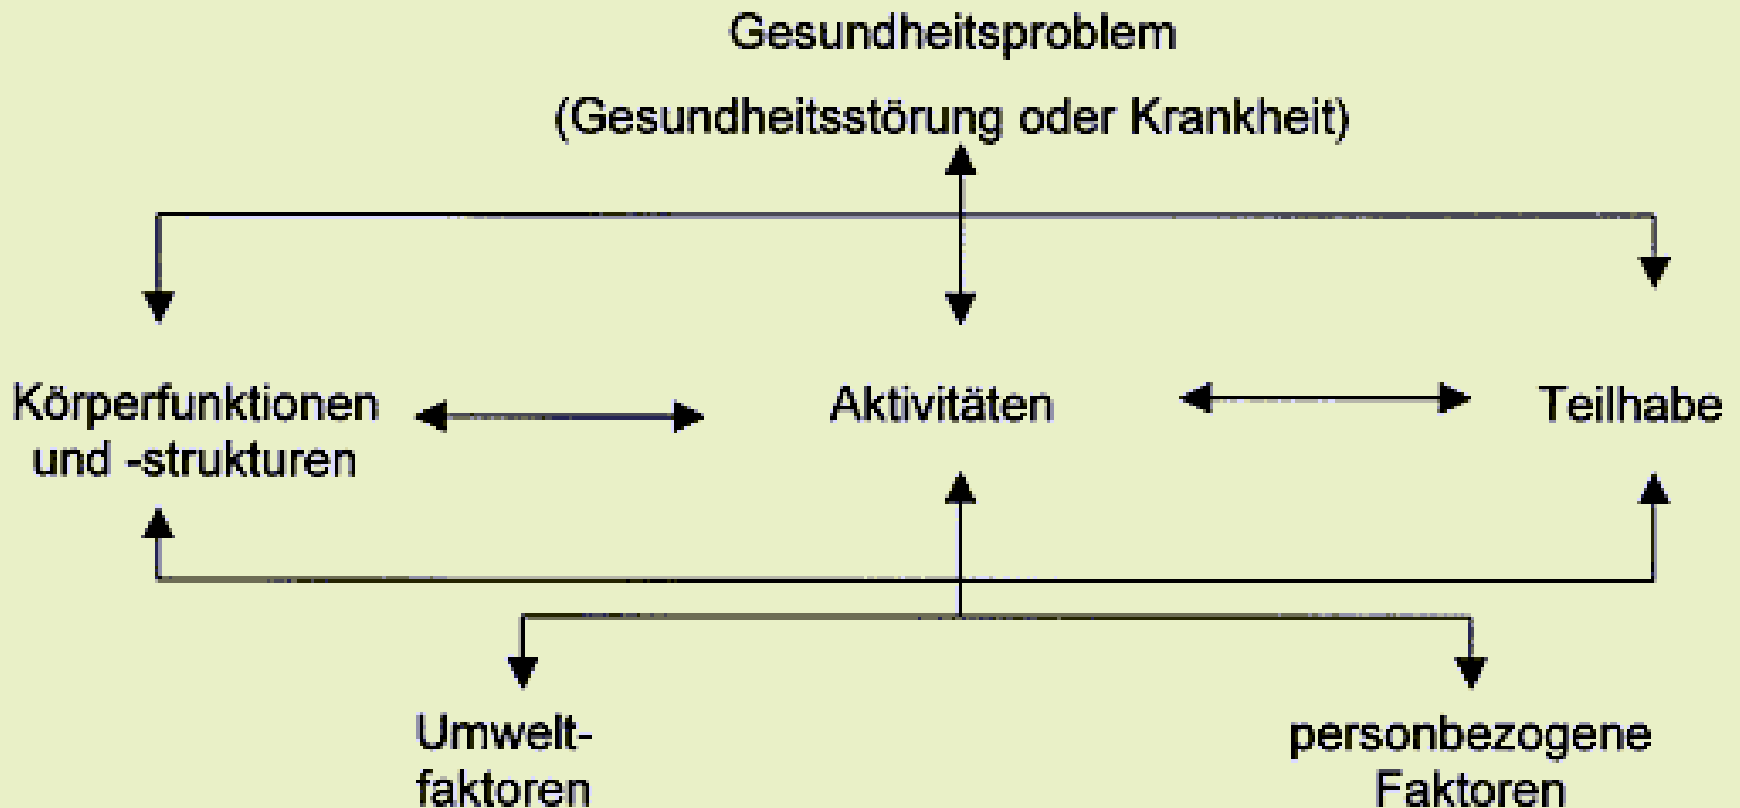 Gesundheitsproblem
(Gesundheitsstörung oder Krankheit)
Körperfunktionen
und -strukturen
Aktivitäten
Teilhabe
Umwelt-
faktoren
personbezogene
Faktoren